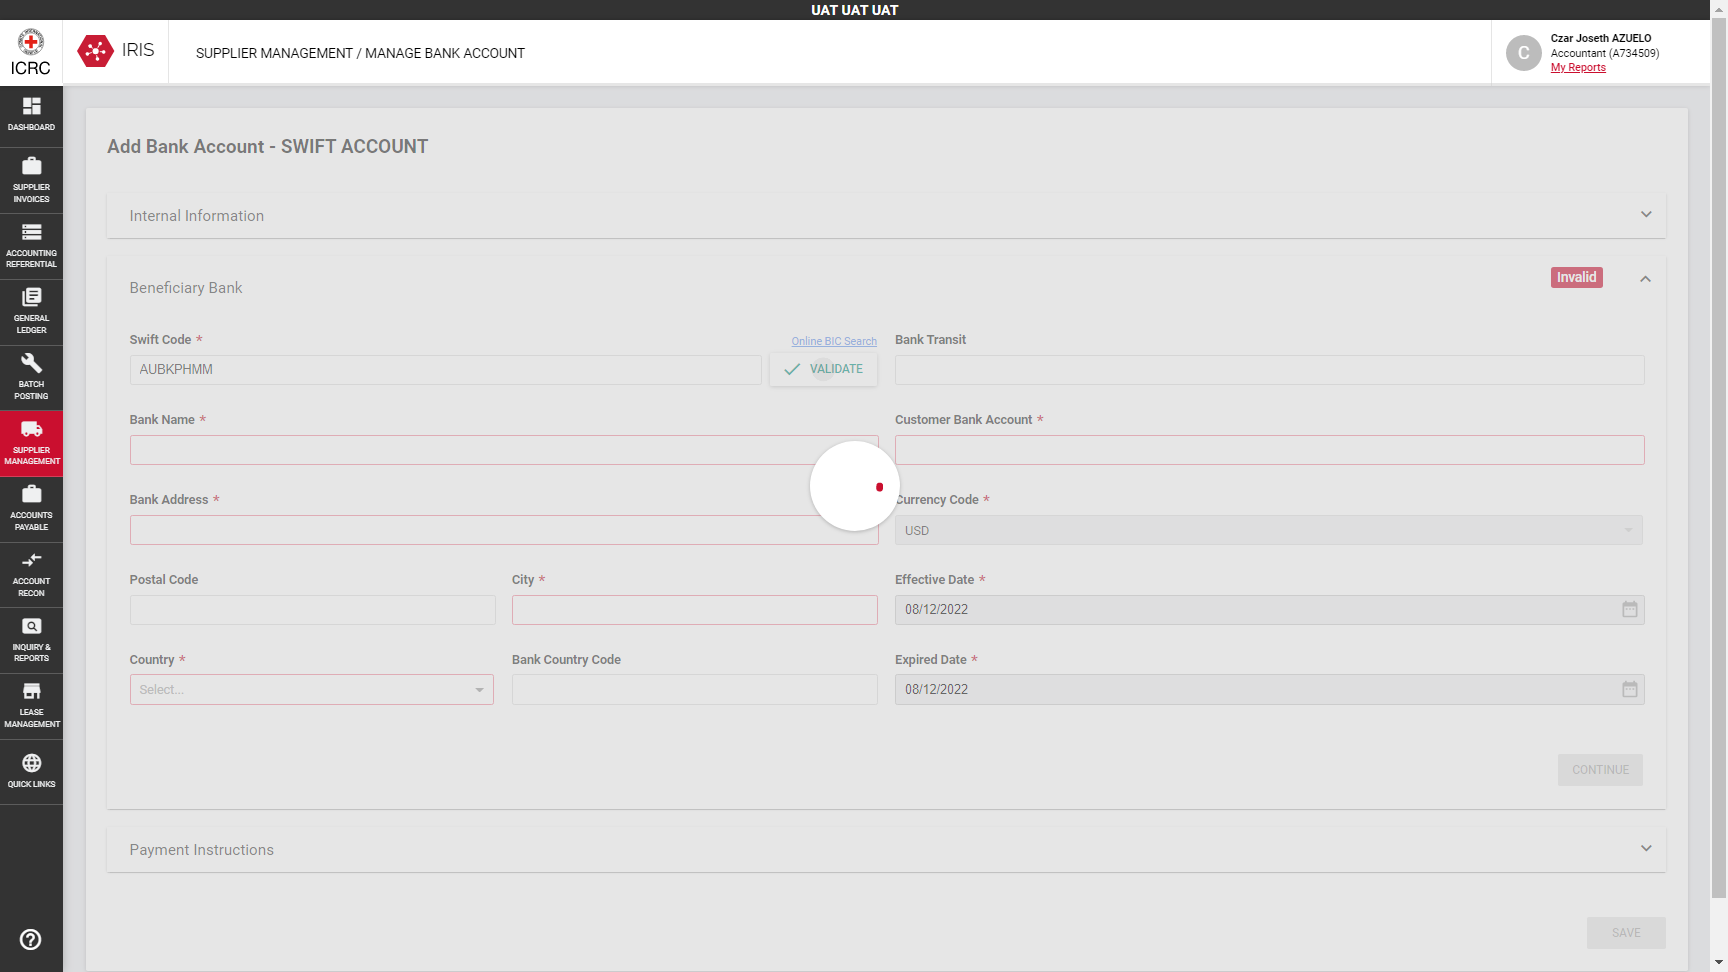 UAT UAT UAT
ICRC
IRIS
SUPPLIER MANAGEMENT / MANAGE BANK ACCOUNT
C
Czar Joseth AZUELO
Accountant (A734509)
My Reports
DASHBOARD
SUPPLIER
INVOICES
ACCOUNTING
REFERENTIAL
GENERAL
LEDGER
BATCH
POSTING
SUPPLIER
MANAGEMENT
ACCOUNTS
PAYABLE
ACCOUNT
RECON
INQUIRY &
REPORTS
LEASE
MANAGEMENT
QUICK LINKS
Add Bank Account - SWIFT ACCOUNT
Internal Information
Beneficiary Bank
Invalid
Swift Code *
Online BIC Search
Bank Transit
AUBKPHMM
VALIDATE
Bank Name *
Customer Bank Account *
Bank Address *
Currency Code *
USD
Postal Code
City *
Effective Date *
08/12/2022
Country *
Bank Country Code
Expired Date *
Select...
08/12/2022
CONTINUE
Payment Instructions
SAVE